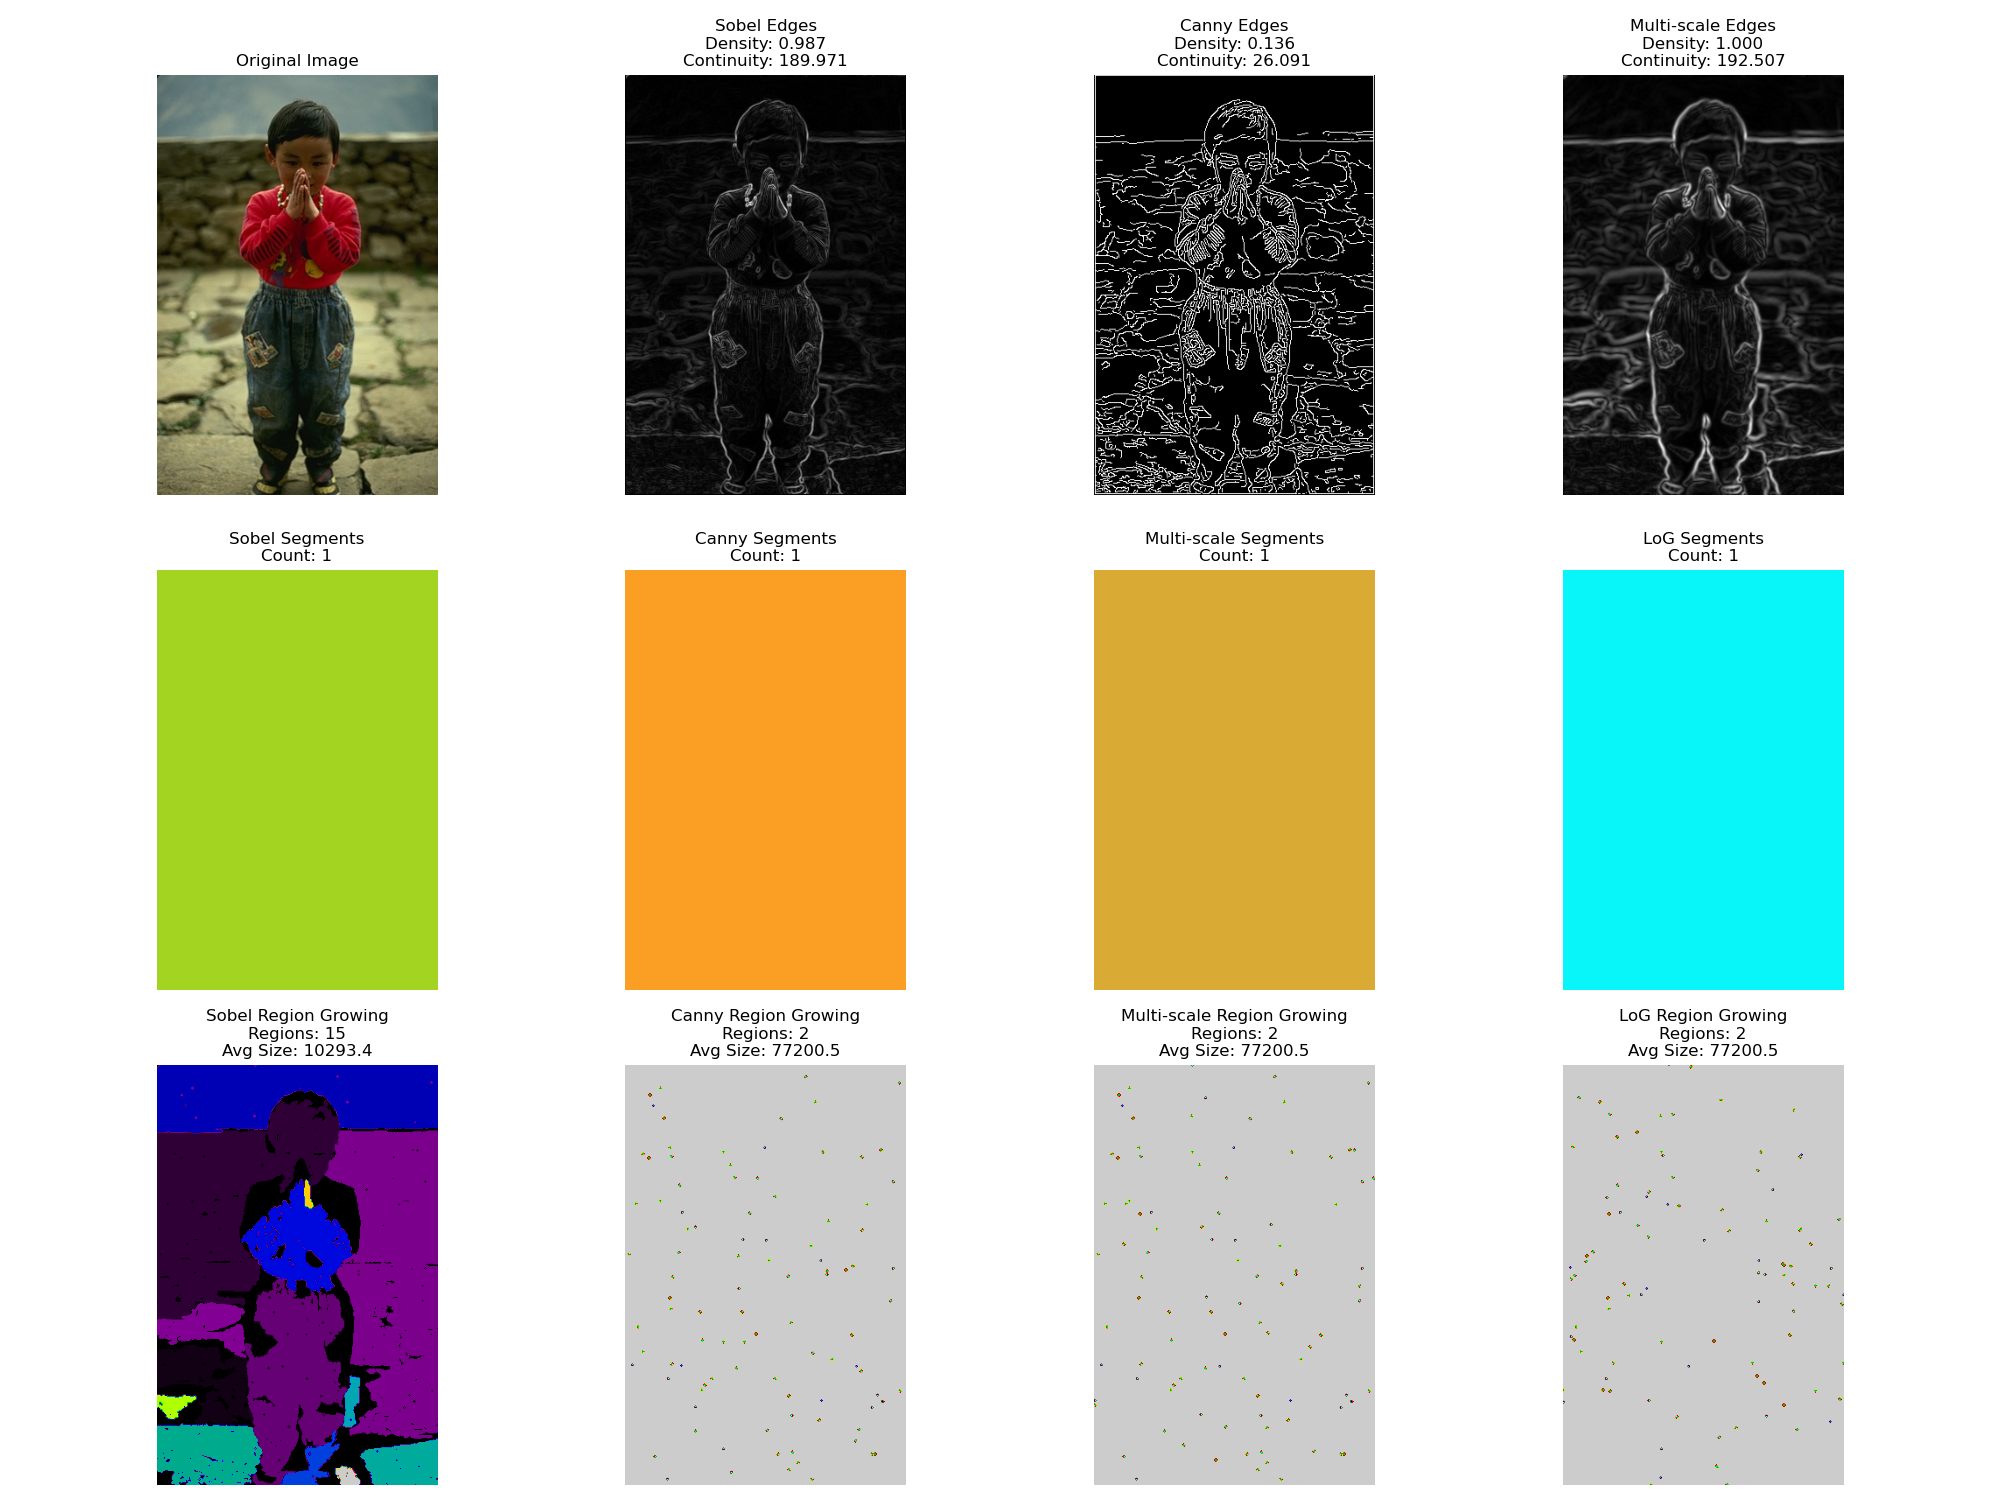 Original Image
Sobel Edges
Density: 0.987
Continuity: 189.971
Canny Edges
Density: 0.136
Continuity: 26.091
Multi-scale Edges
Density: 1.000
Continuity: 192.507
Sobel Segments
Count: 1
Canny Segments
Count: 1
Multi-scale Segments
Count: 1
LoG Segments
Count: 1
Sobel Region Growing
Regions: 15
Avg Size: 10293.4
Canny Region Growing
Regions: 2
Avg Size: 77200.5
Multi-scale Region Growing
Regions: 2
Avg Size: 77200.5
LoG Region Growing
Regions: 2
Avg Size: 77200.5